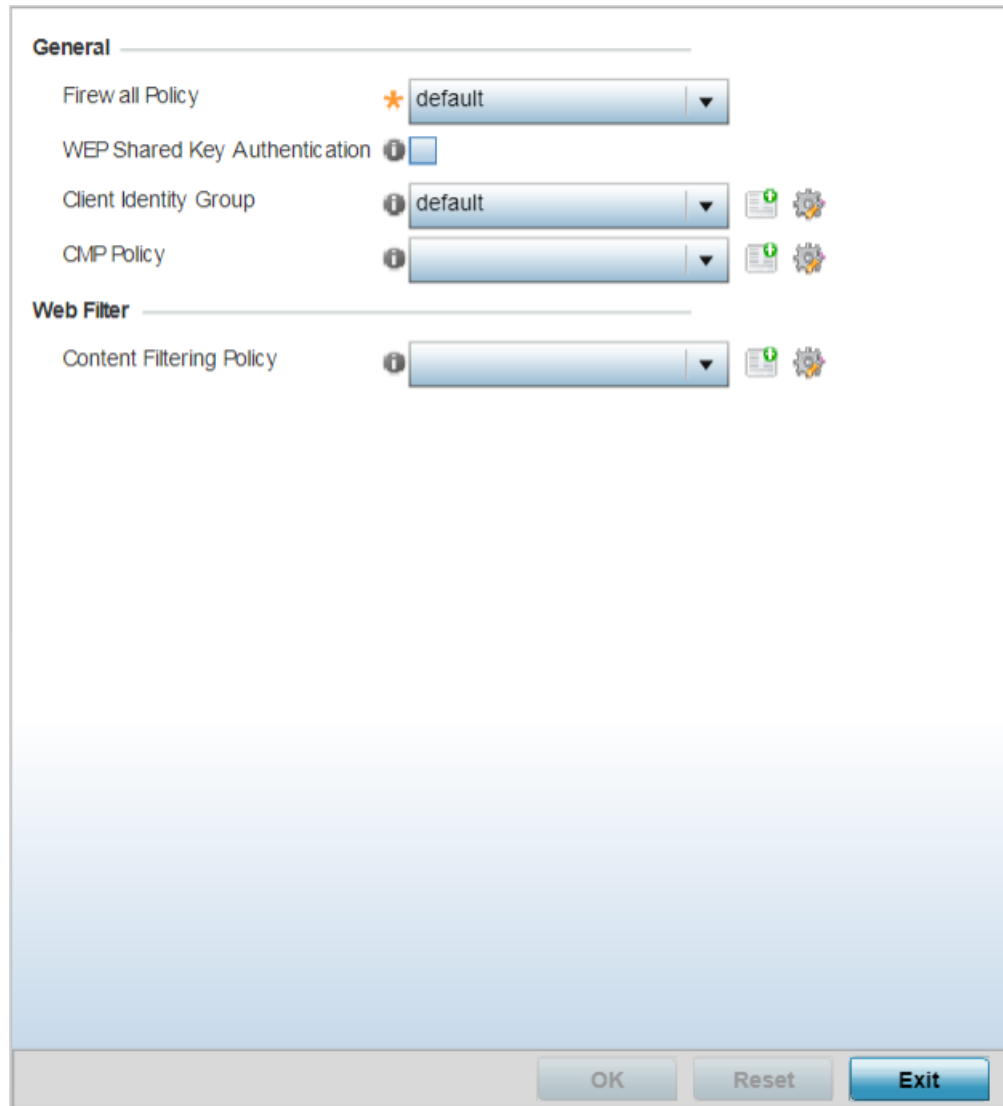 General
Firewall Policy
default
WEP Shared Key Authentication
Client Identity Group
default
CMP Policy
Web Filter
Content Filtering Policy
OK
Reset
Exit